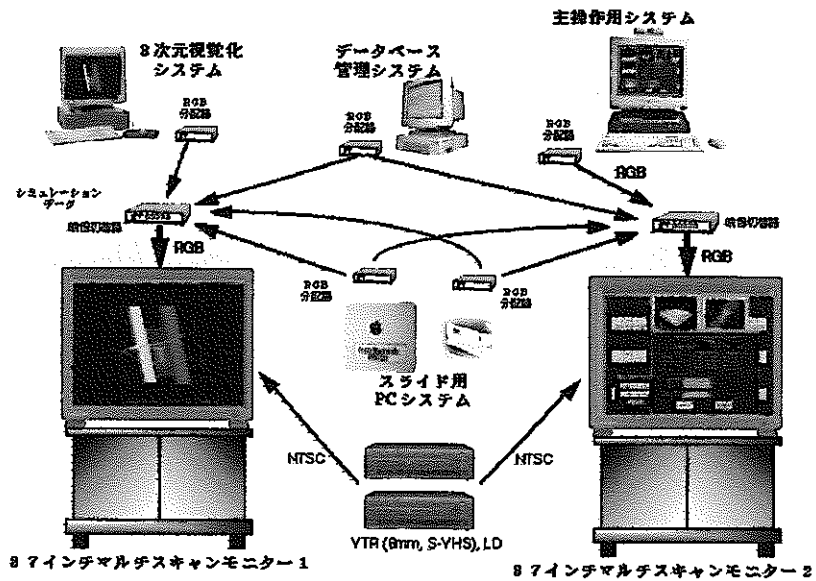 主操作用システム
3次元視覚化
システム
データベース
管理システム
RGB
分配器
RGB
分配器
RGB
分配器
RGB
シミュレーション
データ
映像切替器
映像切替器
RGB
RGB
RGB
分配器
RGB
分配器
スライド用
PCシステム
NTSC
NTSC
VTR (8mm, S-VHS), LD
37インチマルチスキャンモニター1
37インチマルチスキャンモニター2